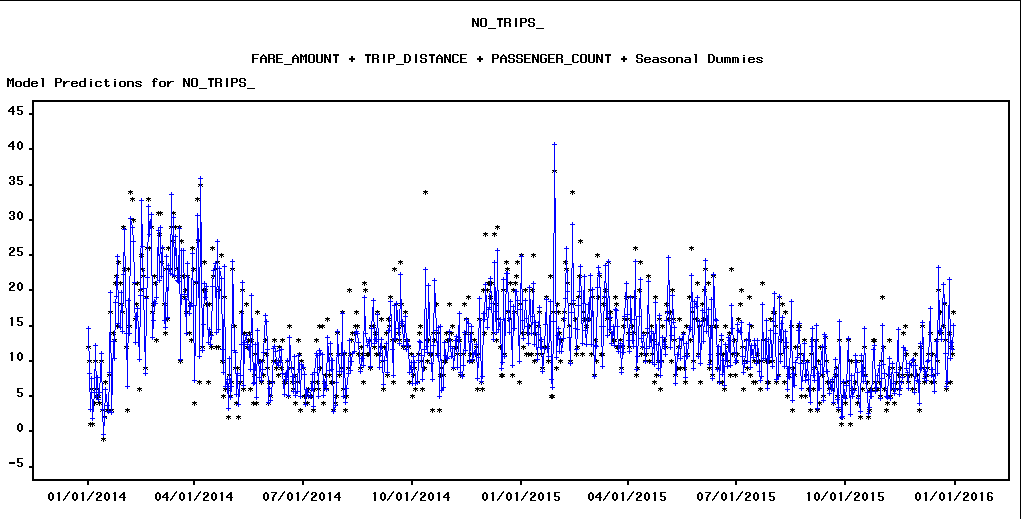 NO_TRIPS_
FARE_AMOUNT + TRIP_DISTANCE + PASSENGER_COUNT + Seasonal Dummies
Model Predictions for NO_TRIPS_
45
40
35
30
25
20
15
10
5
0
-5
01/01/2014 04/01/2014 07/01/2014 10/01/2014 01/01/2015 04/01/2015 07/01/2015 10/01/2015 01/01/2016